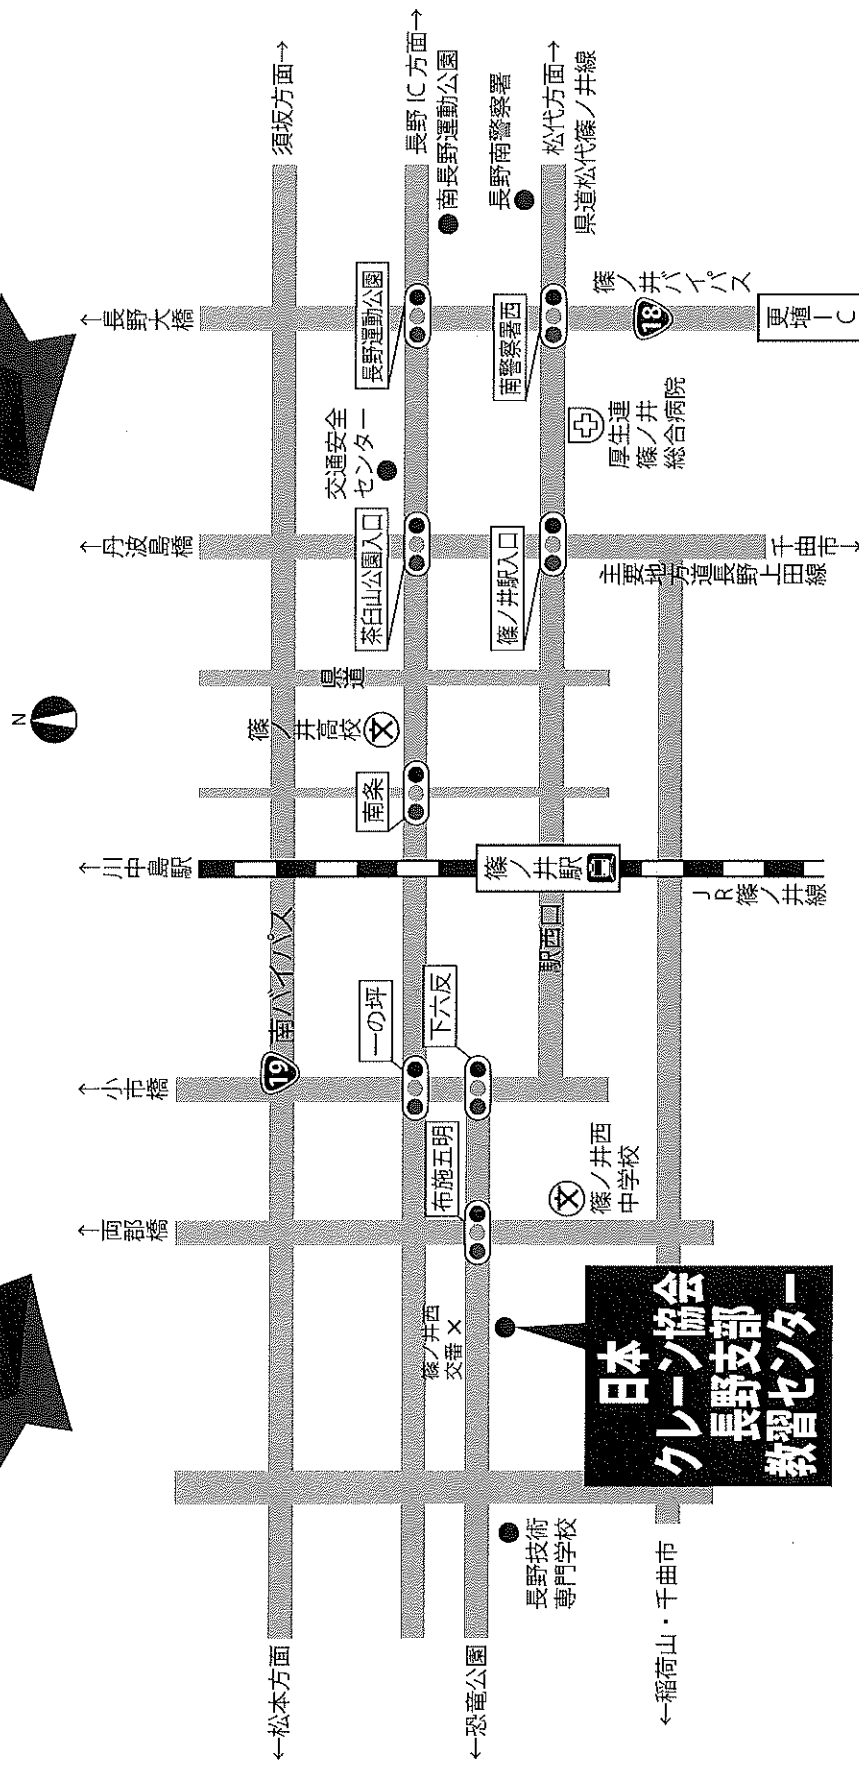 N
↑長野大橋
↑丹波島橋
↑川中島駅
↑小市橋
↑両郡橋
須坂方面→
長野IC方面→
南長野運動公園
長野南警察署
松代方面→
県道松代篠ノ井線
長野運動公園
南警察署西
篠ノ井バイパス
18
更埴IC
交通安全
センター
厚生連
篠ノ井
総合病院
茶臼山公園入口
篠ノ井駅入口
千曲市→
主要地方道長野上田線
県道
篠ノ井高校
文
南条
篠ノ井駅
JR篠ノ井線
駅西口
19
南バイパス
一の坪
下六反
布施五明
文
篠ノ井西
中学校
篠ノ井西
交番
×
日本
クレーン協会
長野支部
教習センター
長野技術
専門学校
←松本方面
←恐竜公園
←稲荷山・千曲市